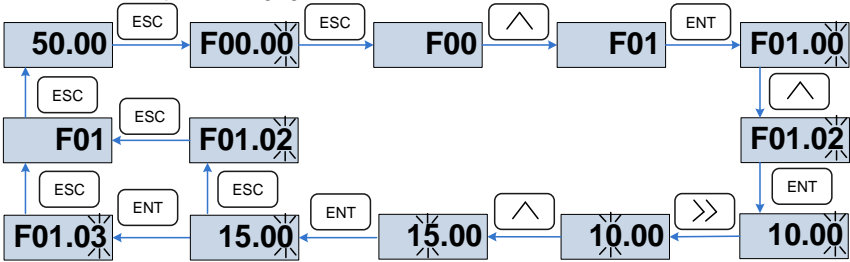 ESC ESC ENT
50.00 F00.00 F00 F01 F01.00
ESC
ESC
F01 F01.02 F01.02
ESC ENT ESC ENT ENT
F01.03 15.00 15.00 10.00 10.00